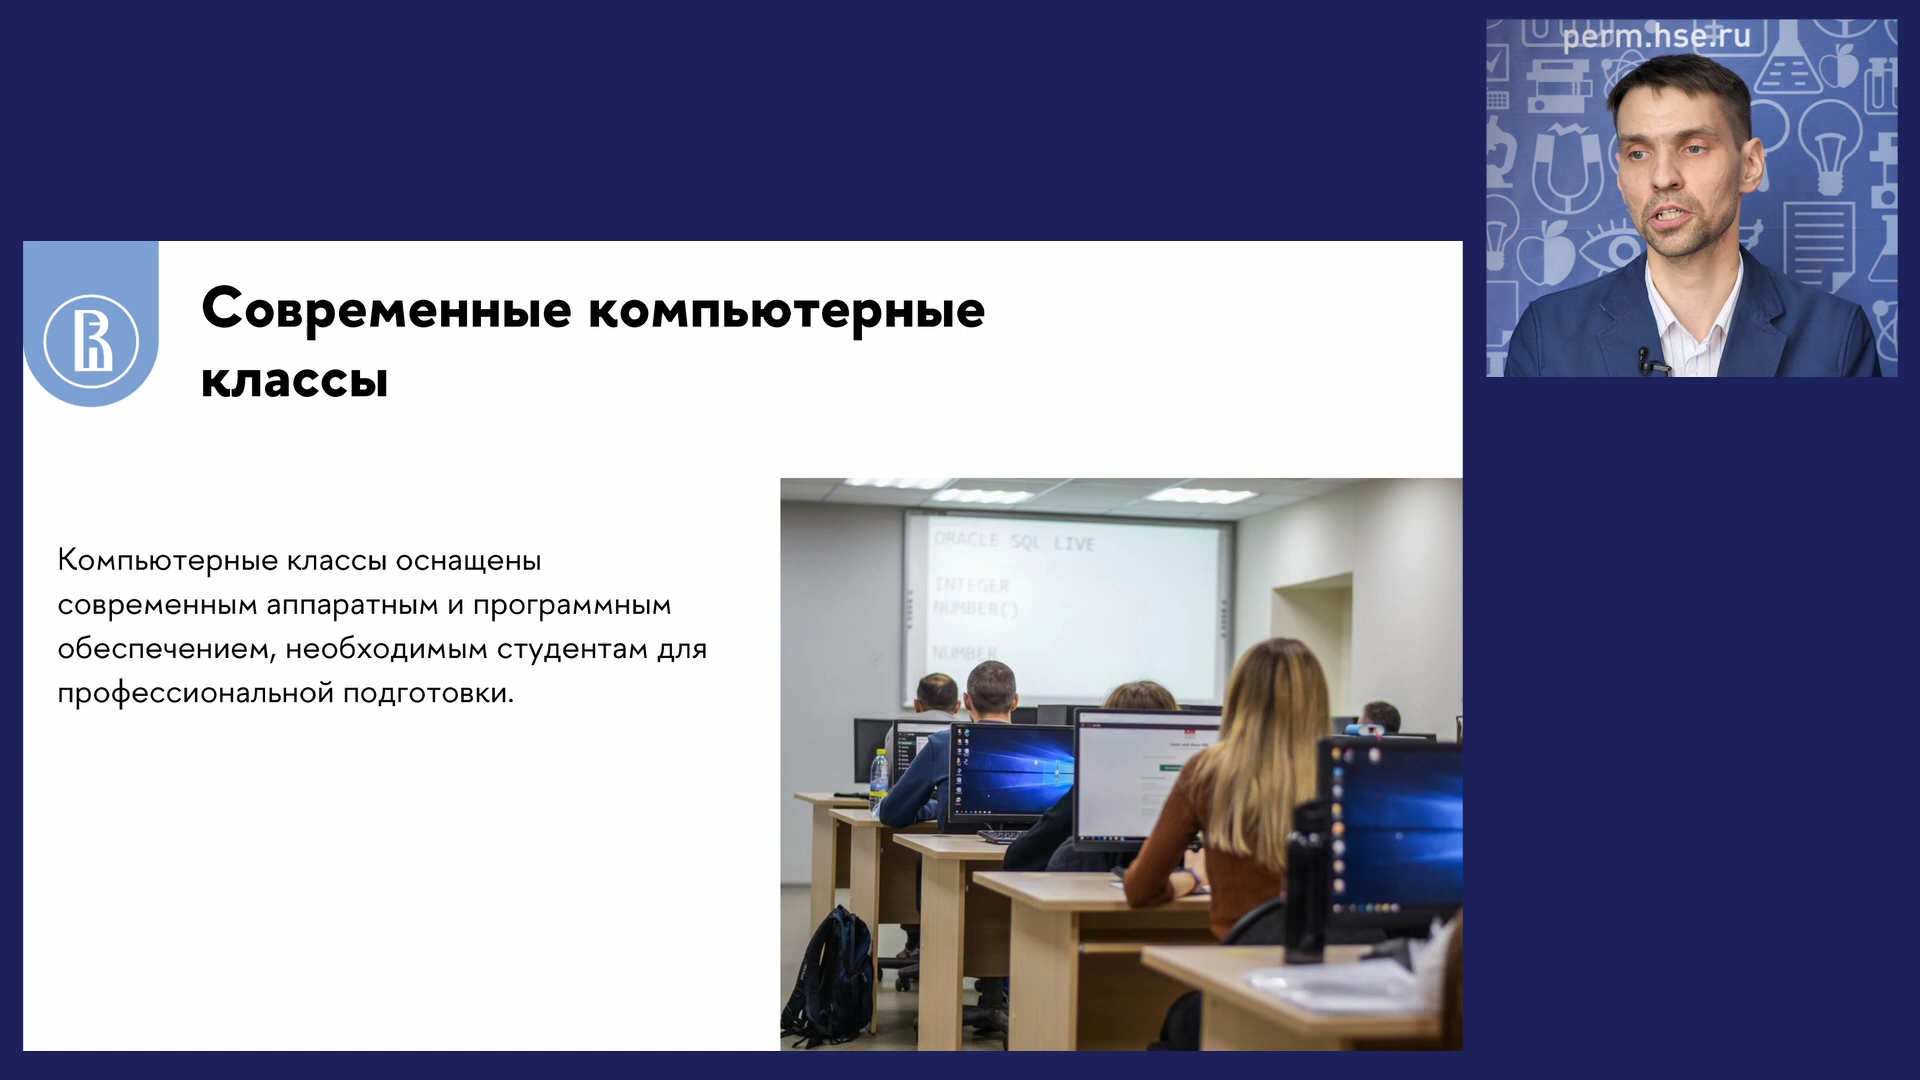 perm.hse.ru
Современные компьютерные
классы
Компьютерные классы оснащены
современным аппаратным и программным
обеспечением, необходимым студентам для
профессиональной подготовки.
ORACLE SQL LIVE
INTEGER
NUMBER()
NUMBER